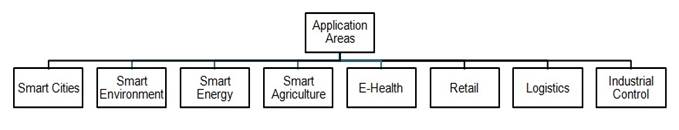 Application
Areas
Smart Cities
Smart
Environment
Smart
Energy
Smart
Agriculture
E-Health
Retail
Logistics
Industrial
Control